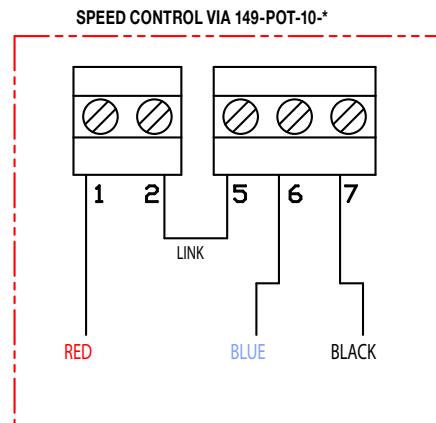 SPEED CONTROL VIA 149-POT-10-*
1 2 5 6 7
LINK
RED BLUE BLACK